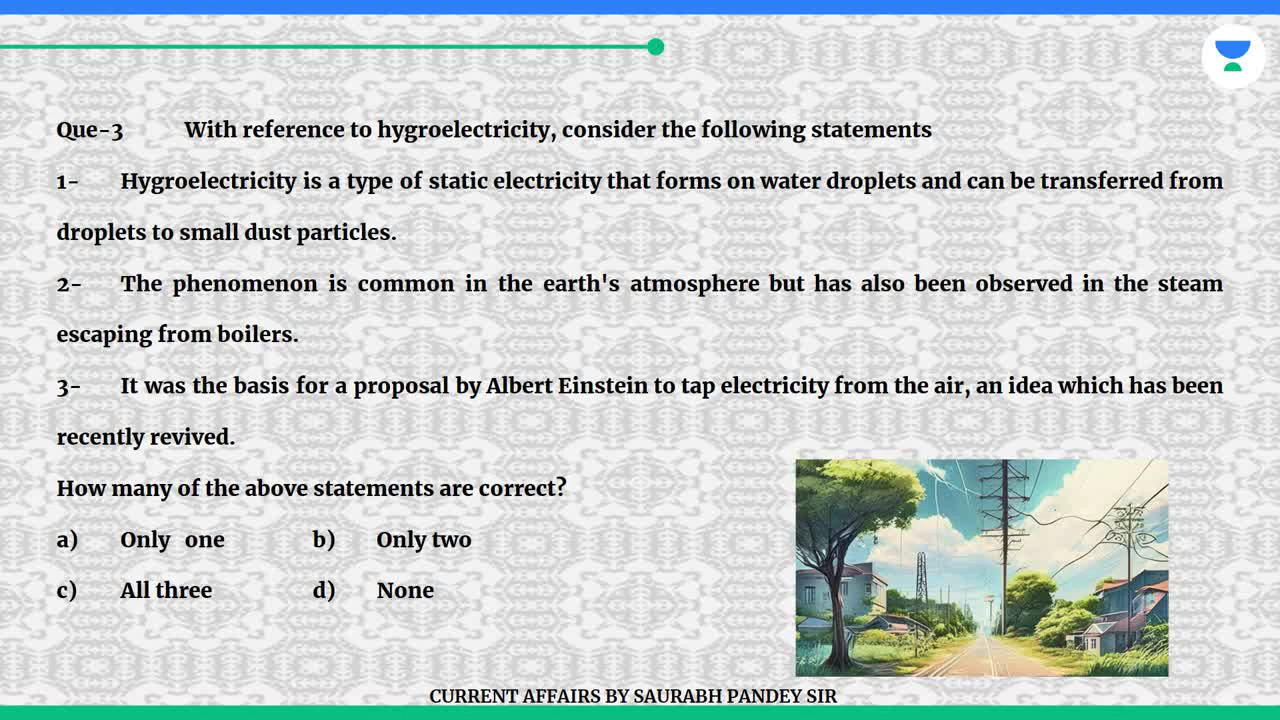 Que-3 With reference to hygroelectricity, consider the following statements
1- Hygroelectricity is a type of static electricity that forms on water droplets and can be transferred from
droplets to small dust particles.
2- The phenomenon is common in the earth's atmosphere but has also been observed in the steam
escaping from boilers.
3- It was the basis for a proposal by Albert Einstein to tap electricity from the air, an idea which has been
recently revived.
How many of the above statements are correct?
a) Only one b) Only two
c) All three d) None
CURRENT AFFAIRS BY SAURABH PANDEY SIR